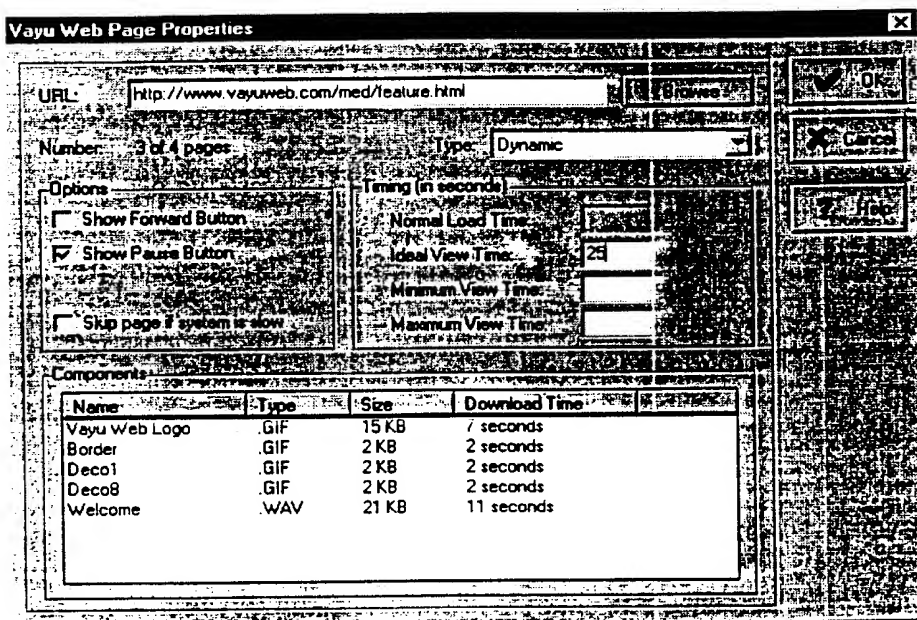 Vayu Web Page Properties
URL: http://www.vayuweb.com/med/feature.html Browse OK
Number: 3 of 4 pages Type: Dynamic Cancel
Options Timing (in seconds) Help
Show Forward Button Normal Load Time:
Show Pause Button Ideal View Time: 25
Minimum View Time:
Skip page if system is slow Maximum View Time:
Components
Name Type Size Download Time
Vayu Web Logo .GIF 15 KB 7 seconds
Border .GIF 2 KB 2 seconds
Deco1 .GIF 2 KB 2 seconds
Deco8 .GIF 2 KB 2 seconds
Welcome .WAV 21 KB 11 seconds